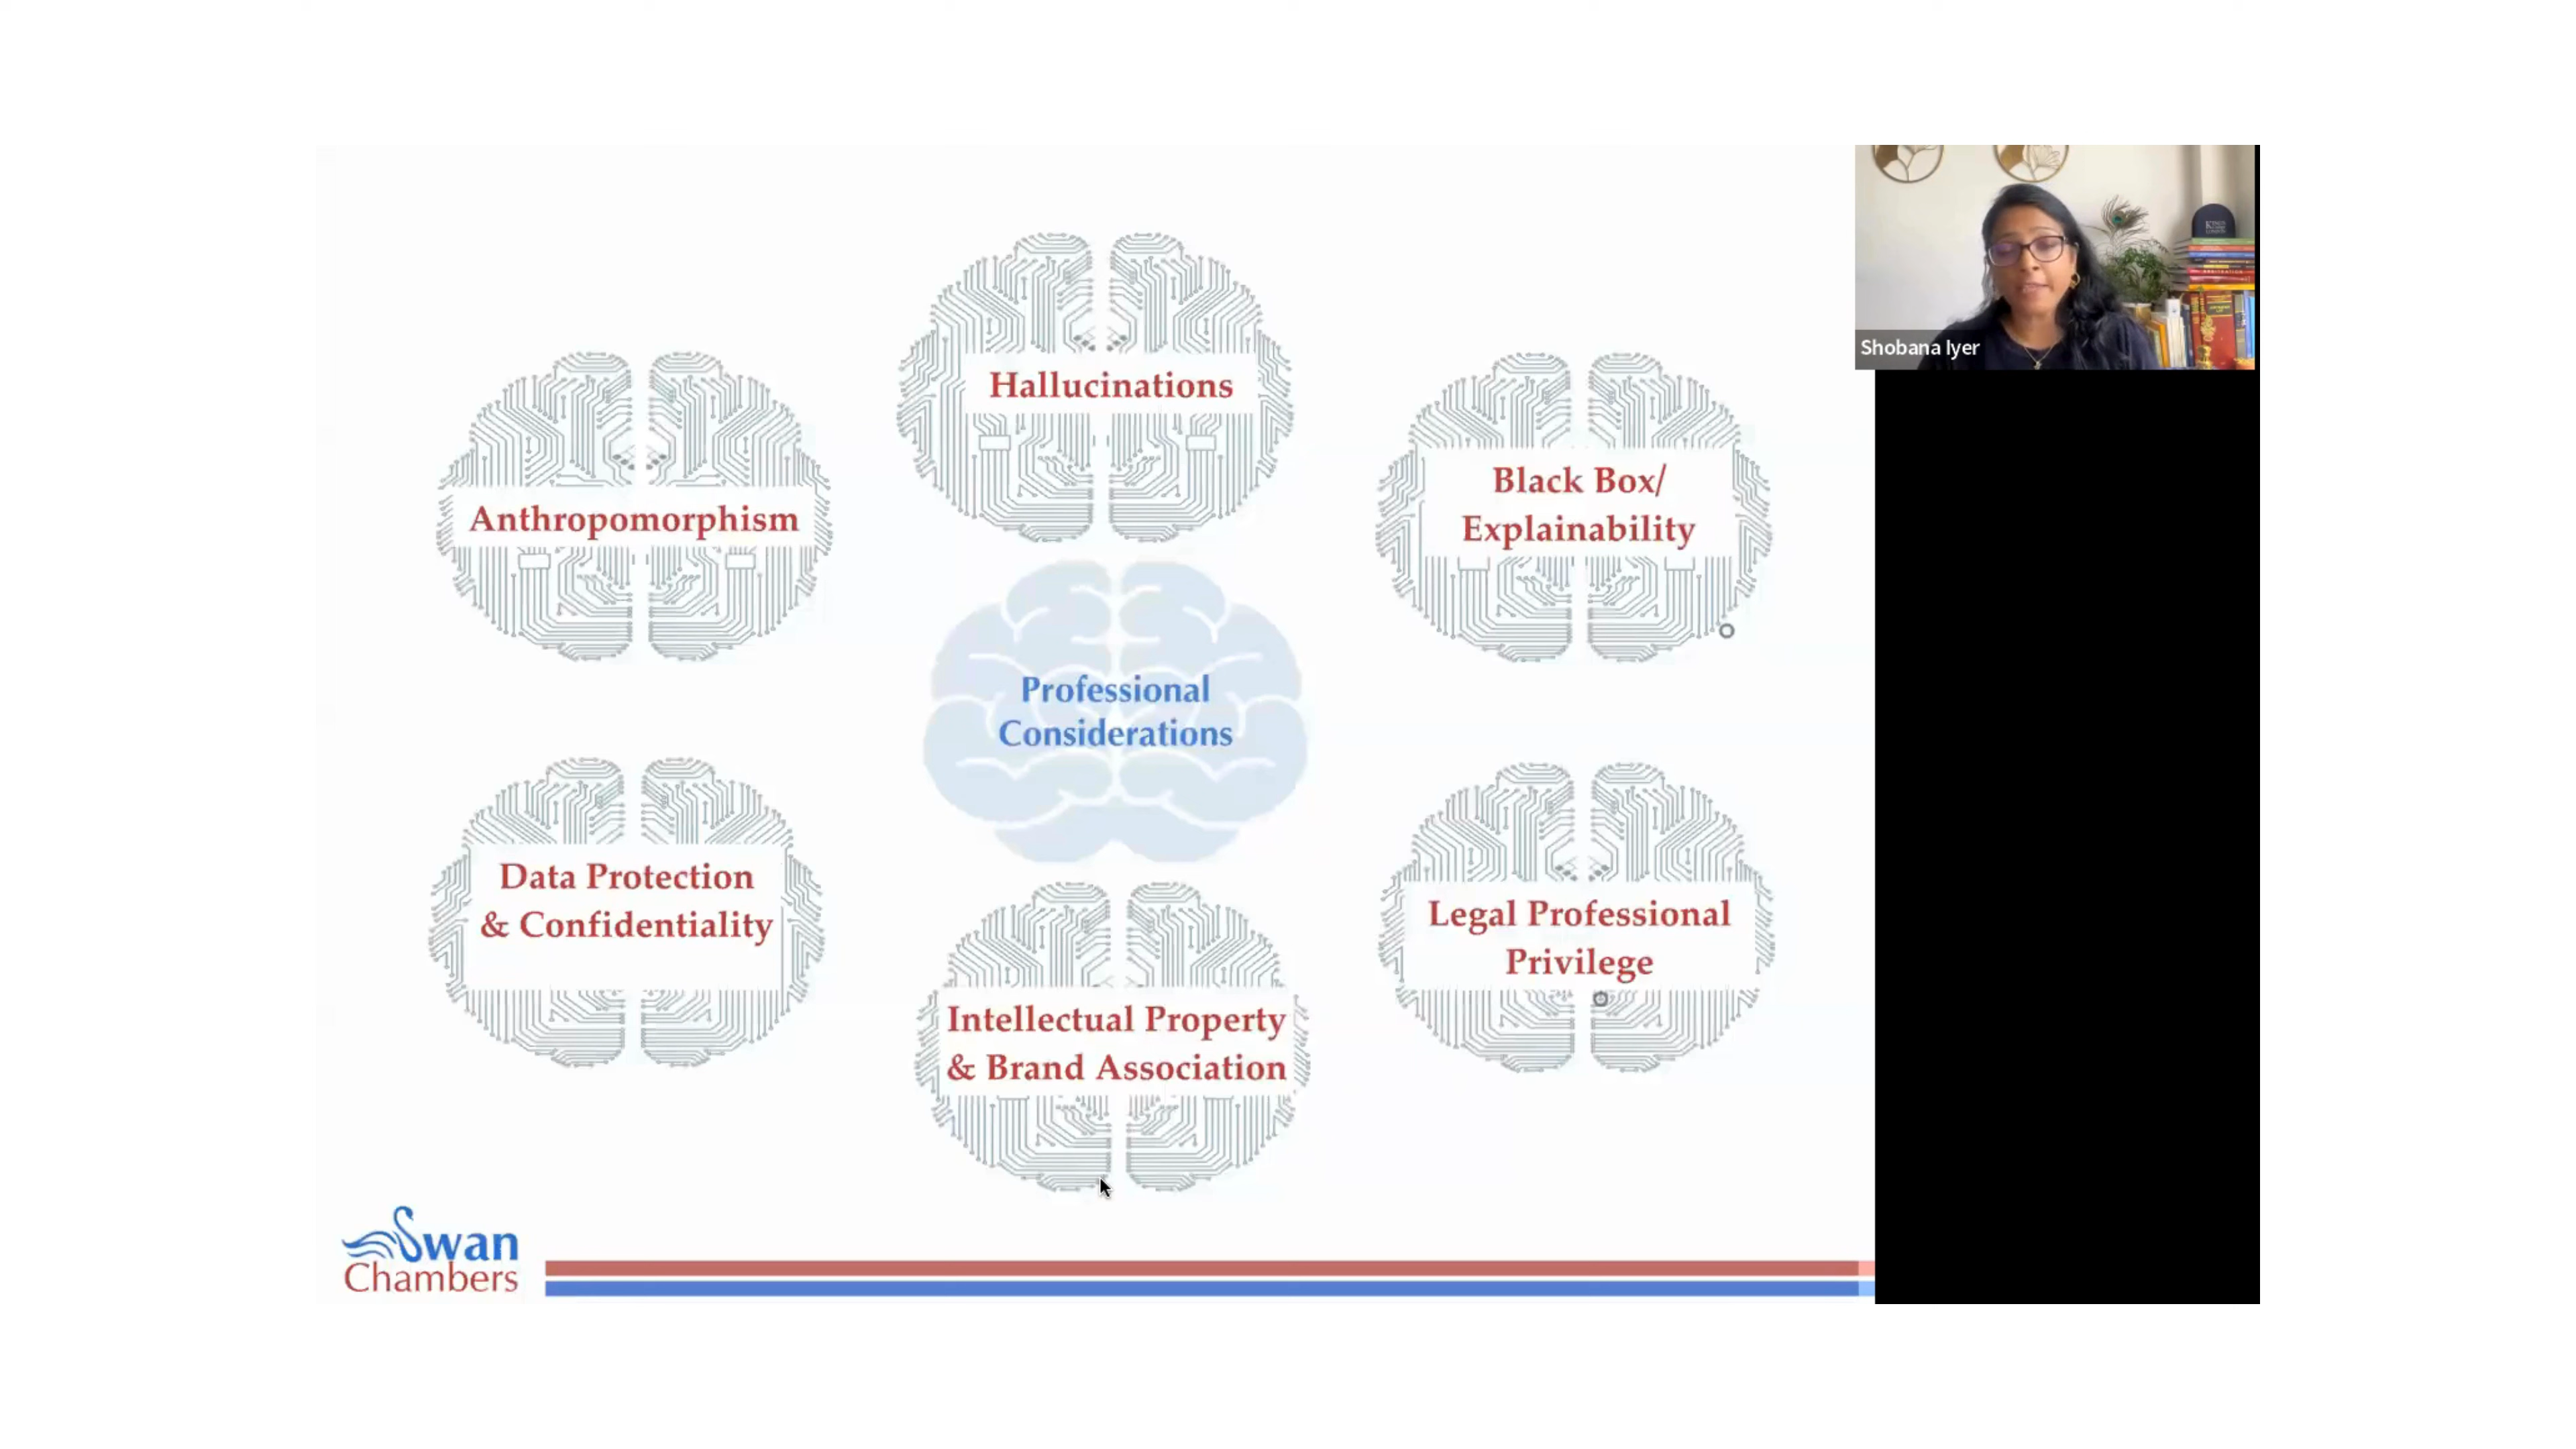 Hallucinations
Anthropomorphism
Black Box/
Explainability
Professional
Considerations
Data Protection
& Confidentiality
Legal Professional
Privilege
Intellectual Property
& Brand Association
Swan
Chambers
Shobana Iyer